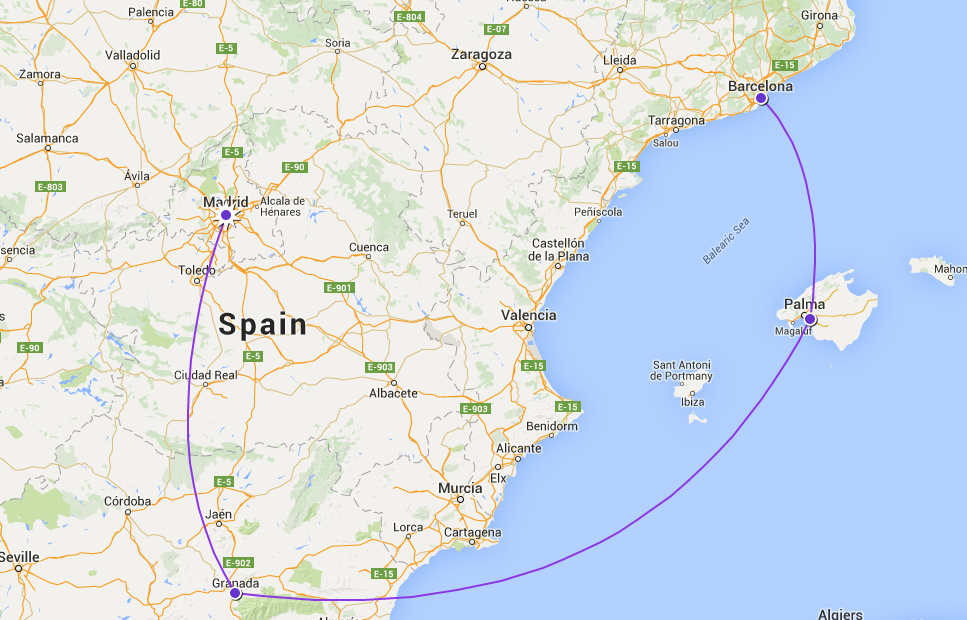 E-80
Palencia
E-804
Huesca
Girona
E-07
Soria
E-5
Valladolid
Zaragoza
Lleida
E-15
Zamora
Barcelona
Tarragona
Salou
Salamanca
E-5
E-90
E-15
Ávila
E-803
Madrid
Alcala de
Henares
Teruel
Peñíscola
Balearic Sea
Cuenca
Castellón
de la Plana
sencia
Toledo
Mahon
E-901
Palma
Magaluf
Valencia
Spain
E-90
E-5
E-903
E-15
Sant Antoni
de Portmany
Ciudad Real
Albacete
Ibiza
E-903
E-15
Benidorm
Alicante
Elx
E-5
Murcia
Córdoba
Jaén
Lorca
Cartagena
Seville
E-902
E-15
Granada
Algiers